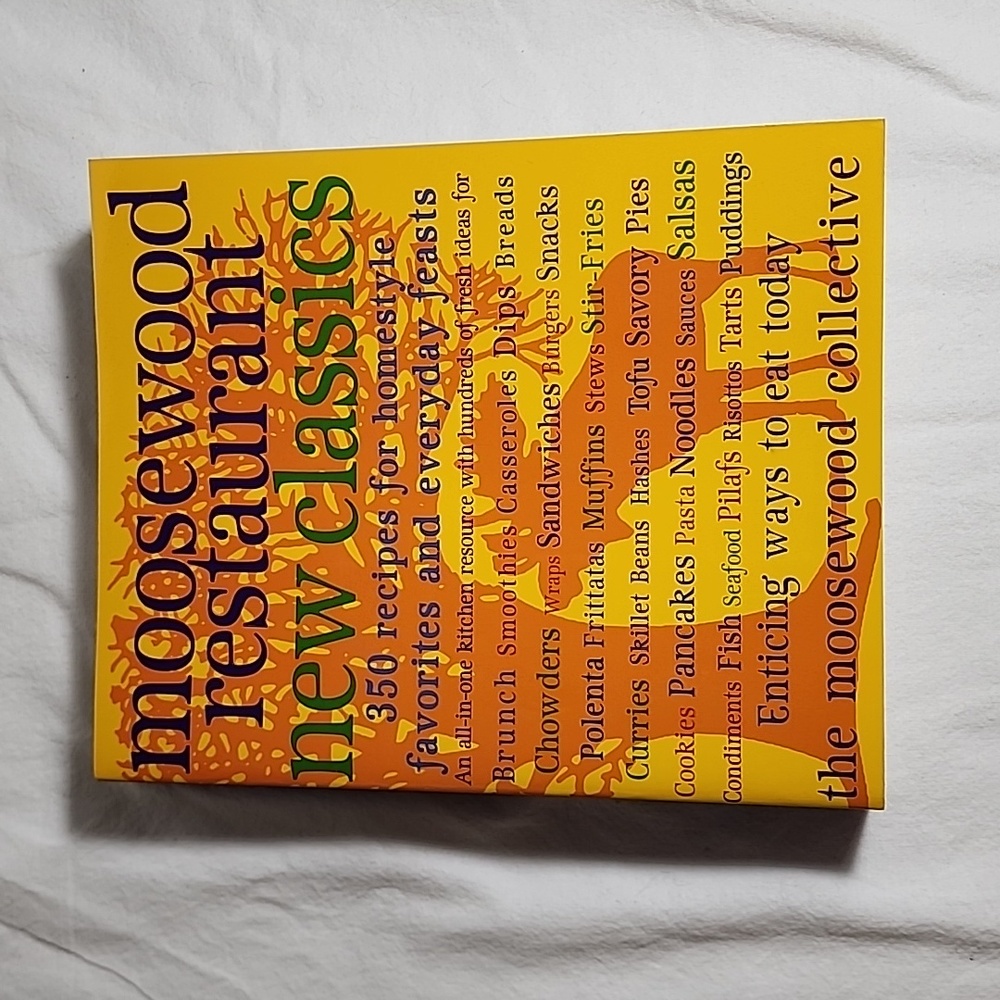 moosewood
restaurant
new classics
350 recipes for homestyle
favorites and everyday feasts
An all-in-one kitchen resource with hundreds of fresh ideas for
Brunch Smoothies Casseroles Dips Breads
Chowders Wraps Sandwiches Burgers Snacks
Polenta Frittatas Muffins Stews Stir-Fries
Curries Skillet Beans Hashes Tofu Savory Pies
Cookies Pancakes Pasta Noodles Sauces Salsas
Condiments Fish Seafood Pilafs Risottos Tarts Puddings
Enticing ways to eat today
the moosewood collective